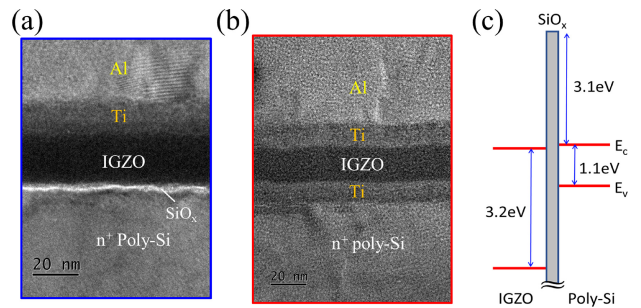 (a)
Al
Ti
IGZO
SiOx
n+ Poly-Si
20 nm
(b)
Al
Ti
IGZO
Ti
n+ poly-Si
20 nm
(c)
SiOx
3.1eV
Ec
1.1eV
Ev
3.2eV
IGZO Poly-Si